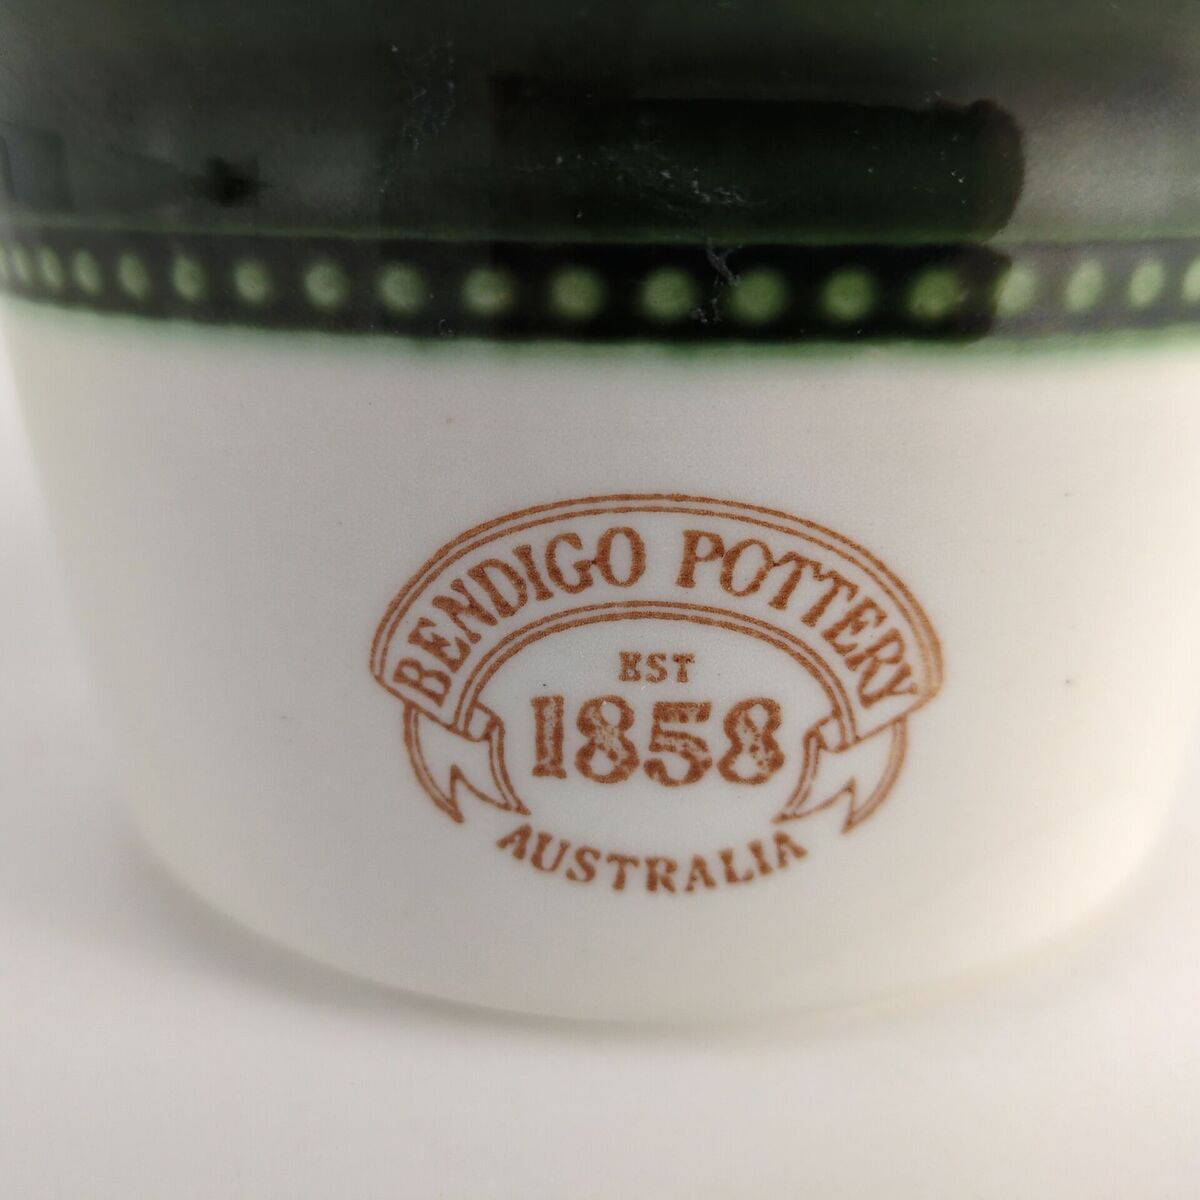 BENDIGO POTTERY
EST
1858
AUSTRALIA